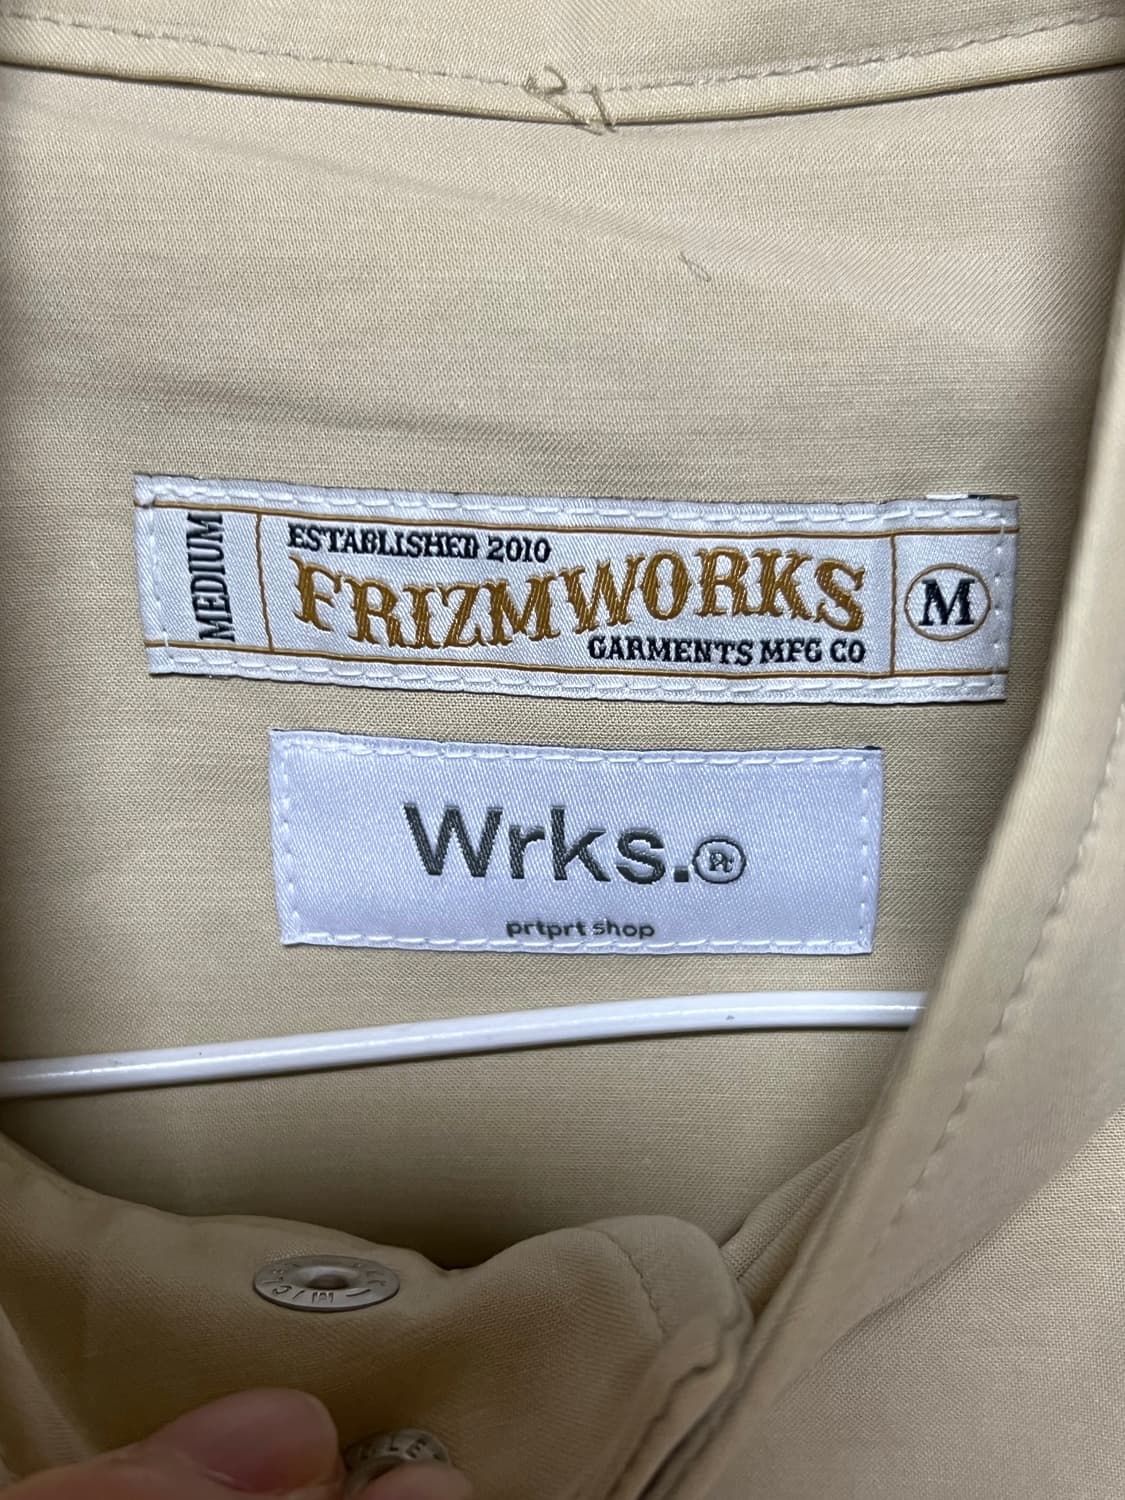 MEDIUM
ESTABLISHED 2010
FRIZMWORKS
GARMENTS MFG CO
M
Wrks.®
prtprt shop